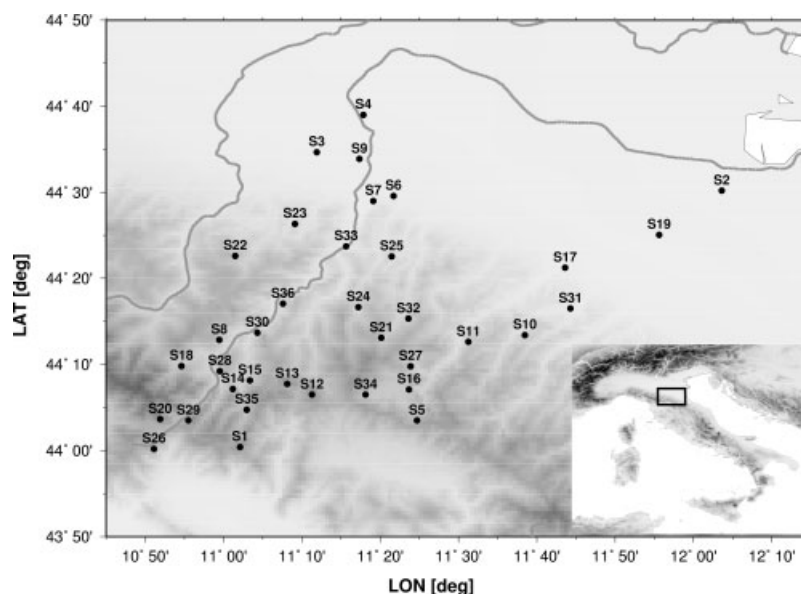 44° 50'
44° 40'
S4
S3
S9
44° 30'
S7
S6
S2
S23
S33
S19
S22
S25
S17
44° 20'
S36
S24
S31
S32
S30
S8
S21
S11
S10
44° 10'
S18
S28
S27
S14
S15
S13
S12
S34
S16
S35
S20
S29
S5
44° 00'
S26
S1
43° 50'
10° 50'
11° 00'
11° 10'
11° 20'
11° 30'
11° 40'
11° 50'
12° 00'
12° 10'
LAT [deg]
LON [deg]